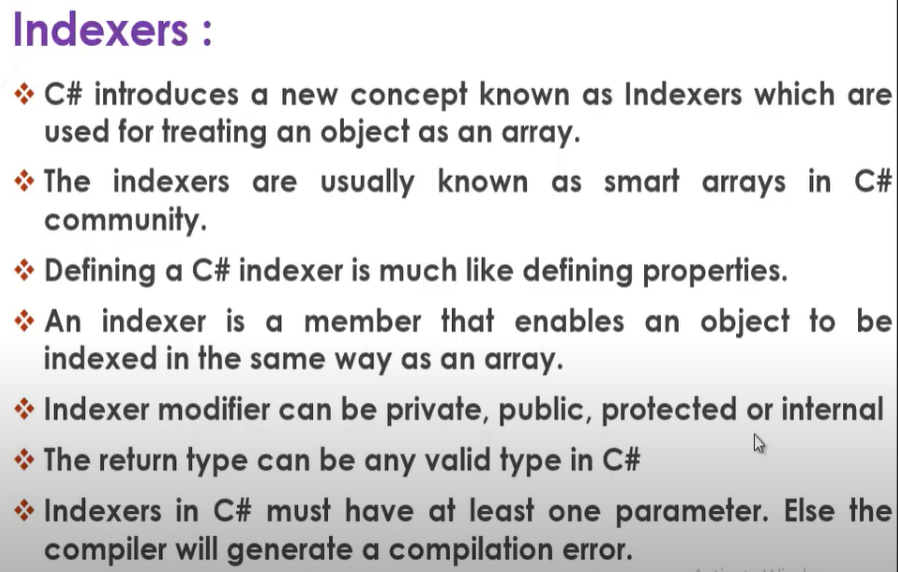 Indexers :
C# introduces a new concept known as Indexers which are
used for treating an object as an array.
The indexers are usually known as smart arrays in C#
community.
Defining a C# indexer is much like defining properties.
An indexer is a member that enables an object to be
indexed in the same way as an array.
Indexer modifier can be private, public, protected or internal
The return type can be any valid type in C#
Indexers in C# must have at least one parameter. Else the
compiler will generate a compilation error.